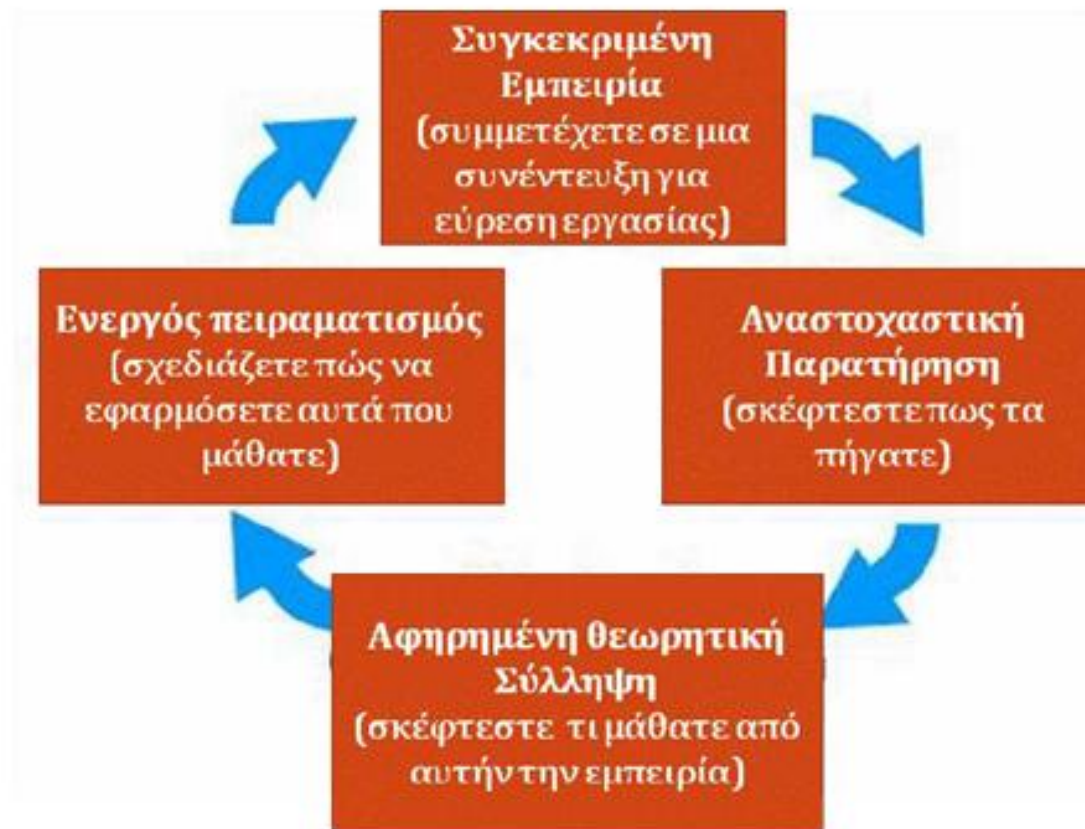 Συγκεκριμένη
Εμπειρία
(συμμετέχετε σε μια
συνέντευξη για
εύρεση εργασίας)
Αναστοχαστική
Παρατήρηση
(σκέφτεστε πως τα
πήγατε)
Αφηρημένη θεωρητική
Σύλληψη
(σκέφτεστε τι μάθατε από
αυτήν την εμπειρία)
Ενεργός πειραματισμός
(σχεδιάζετε πώς να
εφαρμόσετε αυτά που
μάθατε)